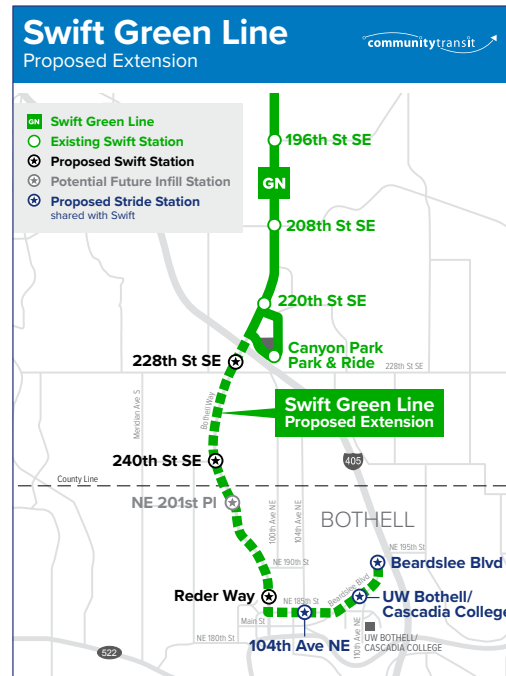 Swift Green Line
Proposed Extension
communitytransit
GN Swift Green Line
Existing Swift Station
Proposed Swift Station
Potential Future Infill Station
Proposed Stride Station
shared with Swift
196th St SE
GN
208th St SE
220th St SE
Canyon Park
Park & Ride
228th St SE
228th St SE
Meridian Ave S
Bothell Way
Swift Green Line
Proposed Extension
240th St SE
405
County Line
NE 201st Pl
100th Ave NE
104th Ave NE
BOTHELL
NE 195th St
NE 190th St
Beardslee Blvd
Beardslee Blvd
Reder Way
NE 185th St
UW Bothell/
Cascadia College
Main St
NE 180th St
104th Ave NE
110th Ave NE
UW BOTHELL/
CASCADIA COLLEGE
522